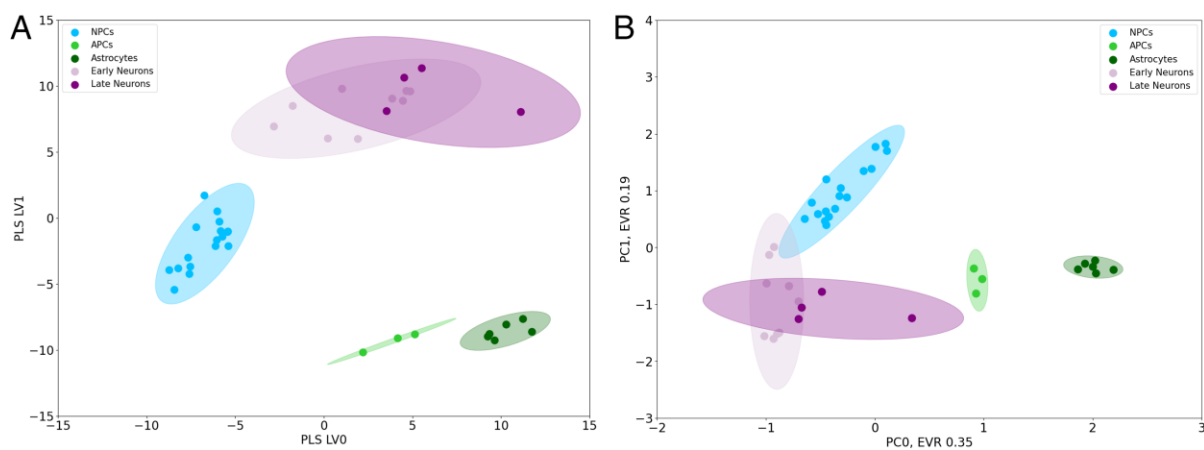 A
NPCs
APCs
Astrocytes
Early Neurons
Late Neurons
15
10
5
0
−5
−10
−15
PLS LV1
−15
−10
−5
0
5
10
15
PLS LV0
B
NPCs
APCs
Astrocytes
Early Neurons
Late Neurons
4
3
2
1
0
−1
−2
−3
PC1, EVR 0.19
−2
−1
0
1
2
3
PC0, EVR 0.35